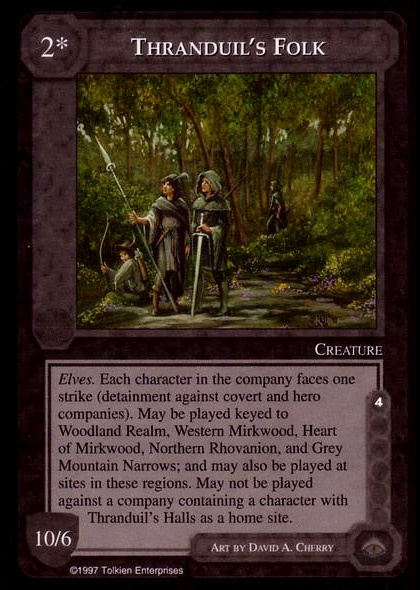 2*
THRANDUIL'S FOLK
CREATURE
Elves. Each character in the company faces one
strike (detainment against covert and hero
companies). May be played keyed to
Woodland Realm, Western Mirkwood, Heart
of Mirkwood, Northern Rhovanion, and Grey
Mountain Narrows; and may also be played at
sites in these regions. May not be played
against a company containing a character with
Thranduil's Halls as a home site.
4
10/6
ART BY DAVID A. CHERRY
©1997 Tolkien Enterprises